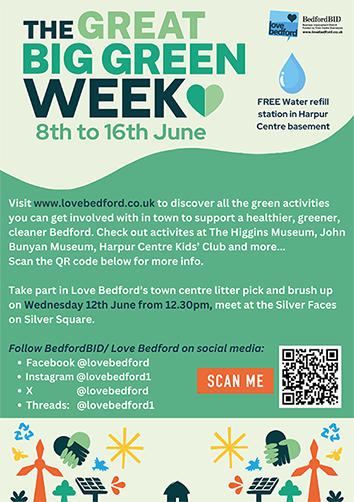 THE GREAT
BIG GREEN
WEEK
8th to 16th June
love
bedford
BedfordBID
www.lovebedford.co.uk
FREE Water refill
station in Harpur
Centre basement
Visit www.lovebedford.co.uk to discover all the green activities
you can get involved with in town to support a healthier, greener,
cleaner Bedford. Check out activites at The Higgins Museum, John
Bunyan Museum, Harpur Centre Kids' Club and more...
Scan the QR code below for more info.
Take part in Love Bedford's town centre litter pick and brush up
on Wednesday 12th June from 12.30pm, meet at the Silver Faces
on Silver Square.
Follow BedfordBID/ Love Bedford on social media:
• Facebook @lovebedford
• Instagram @lovebedford1
• X @lovebedford
• Threads: @lovebedford1
SCAN ME